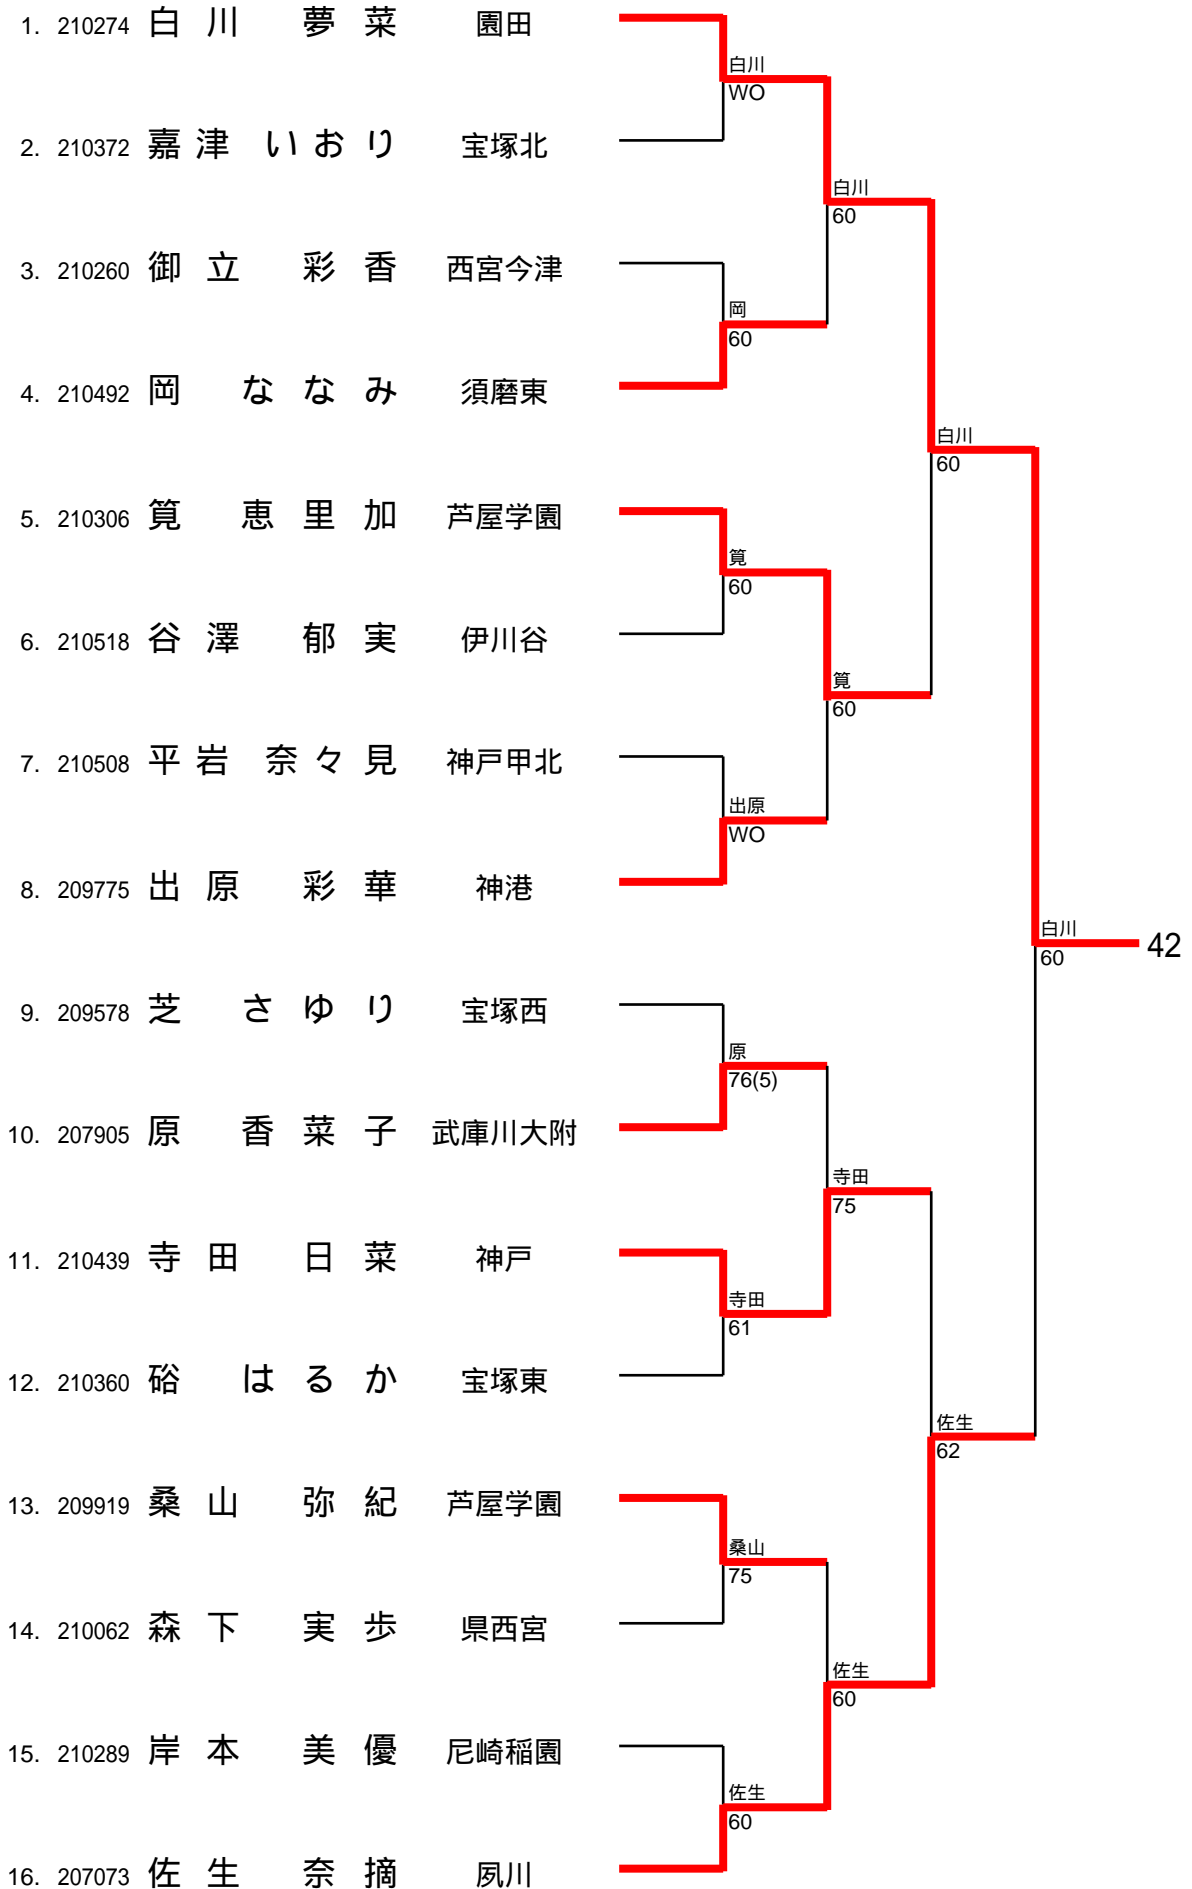 1. 210274 白川 夢菜 園田
白川
WO
2. 210372 嘉津 いおり 宝塚北
白川
60
3. 210260 御立 彩香 西宮今津
岡
60
4. 210492 岡 ななみ 須磨東
白川
60
5. 210306 筧 恵里加 芦屋学園
筧
60
6. 210518 谷澤 郁実 伊川谷
筧
60
7. 210508 平岩 奈々見 神戸甲北
出原
WO
8. 209775 出原 彩華 神港
白川
60
42
9. 209578 芝 さゆり 宝塚西
原
76(5)
10. 207905 原 香菜子 武庫川大附
寺田
75
11. 210439 寺田 日菜 神戸
寺田
61
12. 210360 硲 はるか 宝塚東
佐生
62
13. 209919 桑山 弥紀 芦屋学園
桑山
75
14. 210062 森下 実歩 県西宮
佐生
60
15. 210289 岸本 美優 尼崎稲園
佐生
60
16. 207073 佐生 奈摘 夙川